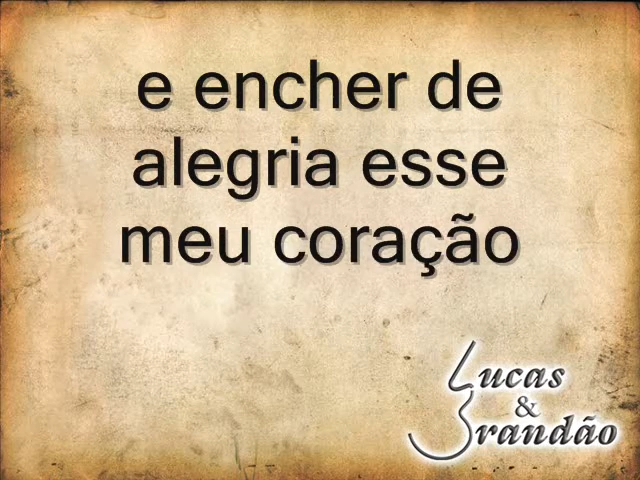 e encher de
alegria esse
meu coração
Lucas
&
Brandão